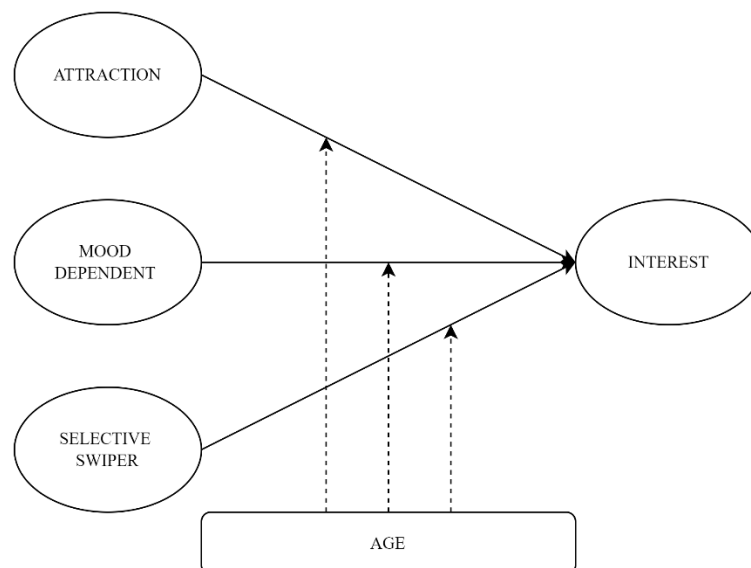 ATTRACTION
MOOD
DEPENDENT
INTEREST
SELECTIVE
SWIPER
AGE